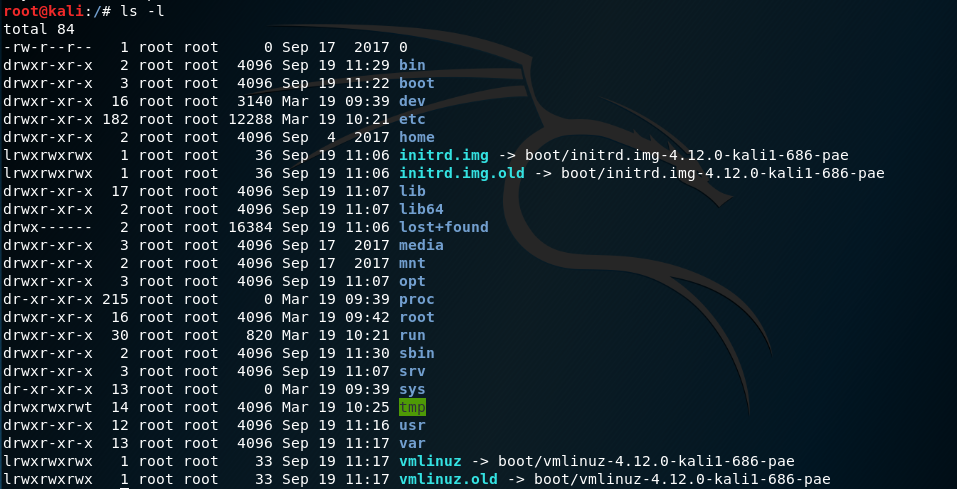 root@kali:/# ls -l
total 84
-rw-r--r--   1 root root     0 Sep 17  2017 0
drwxr-xr-x   2 root root  4096 Sep 19 11:29 bin
drwxr-xr-x   3 root root  4096 Sep 19 11:22 boot
drwxr-xr-x  16 root root  3140 Mar 19 09:39 dev
drwxr-xr-x 182 root root 12288 Mar 19 10:21 etc
drwxr-xr-x   2 root root  4096 Sep  4  2017 home
lrwxrwxrwx   1 root root    36 Sep 19 11:06 initrd.img -> boot/initrd.img-4.12.0-kali1-686-pae
lrwxrwxrwx   1 root root    36 Sep 19 11:06 initrd.img.old -> boot/initrd.img-4.12.0-kali1-686-pae
drwxr-xr-x  17 root root  4096 Sep 19 11:07 lib
drwxr-xr-x   2 root root  4096 Sep 19 11:07 lib64
drwx------   2 root root 16384 Sep 19 11:06 lost+found
drwxr-xr-x   3 root root  4096 Sep 17  2017 media
drwxr-xr-x   2 root root  4096 Sep 17  2017 mnt
drwxr-xr-x   3 root root  4096 Sep 19 11:07 opt
dr-xr-xr-x 215 root root     0 Mar 19 09:39 proc
drwxr-xr-x  16 root root  4096 Mar 19 09:42 root
drwxr-xr-x  30 root root   820 Mar 19 10:21 run
drwxr-xr-x   2 root root  4096 Sep 19 11:30 sbin
drwxr-xr-x   3 root root  4096 Sep 19 11:07 srv
dr-xr-xr-x  13 root root     0 Mar 19 09:39 sys
drwxrwxrwt  14 root root  4096 Mar 19 10:25 tmp
drwxr-xr-x  12 root root  4096 Sep 19 11:16 usr
drwxr-xr-x  13 root root  4096 Sep 19 11:17 var
lrwxrwxrwx   1 root root    33 Sep 19 11:17 vmlinuz -> boot/vmlinuz-4.12.0-kali1-686-pae
lrwxrwxrwx   1 root root    33 Sep 19 11:17 vmlinuz.old -> boot/vmlinuz-4.12.0-kali1-686-pae